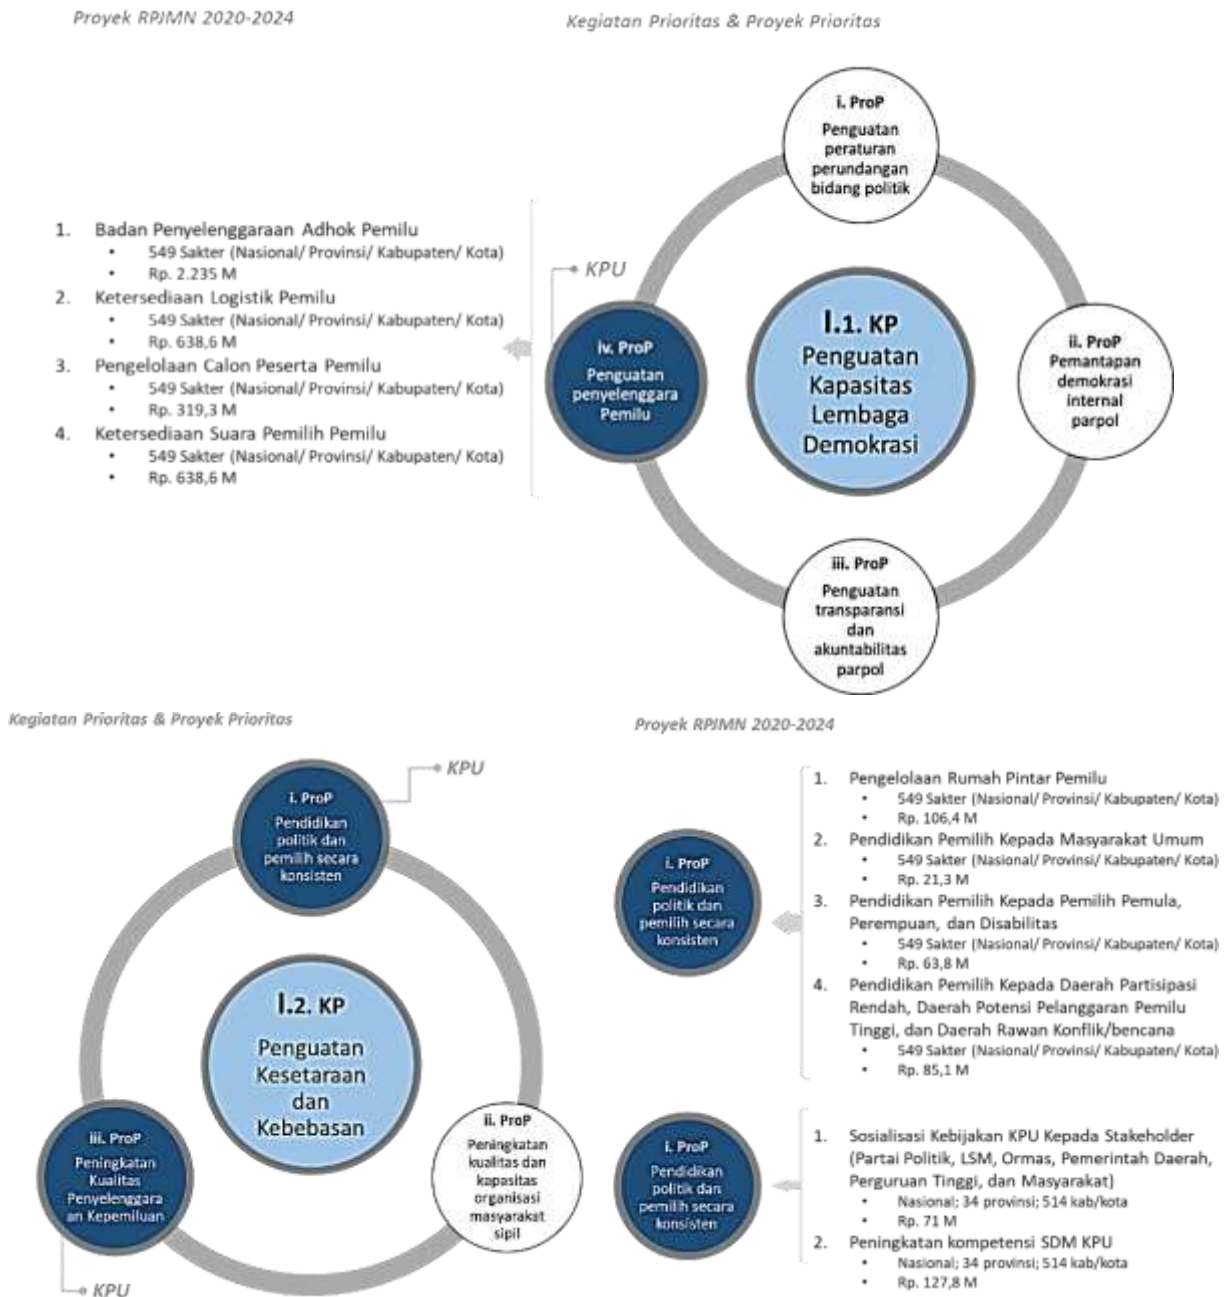 Proyek RPJMN 2020-2024
Kegiatan Prioritas & Proyek Prioritas
1. Badan Penyelenggaraan Adhok Pemilu
• 549 Sakter (Nasional/ Provinsi/ Kabupaten/ Kota)
• Rp. 2.235 M
2. Ketersediaan Logistik Pemilu
• 549 Sakter (Nasional/ Provinsi/ Kabupaten/ Kota)
• Rp. 638,6 M
3. Pengelolaan Calon Peserta Pemilu
• 549 Sakter (Nasional/ Provinsi/ Kabupaten/ Kota)
• Rp. 319,3 M
4. Ketersediaan Suara Pemilih Pemilu
• 549 Sakter (Nasional/ Provinsi/ Kabupaten/ Kota)
• Rp. 638,6 M
KPU
i. ProP
Penguatan
peraturan
perundangan
bidang politik
iv. ProP
Penguatan
penyelenggara
Pemilu
I.1. KP
Penguatan
Kapasitas
Lembaga
Demokrasi
ii. ProP
Pemantapan
demokrasi
internal
parpol
iii. ProP
Penguatan
transparansi
dan
akuntabilitas
parpol
Kegiatan Prioritas & Proyek Prioritas
KPU
i. ProP
Pendidikan
politik dan
pemilih secara
konsisten
I.2. KP
Penguatan
Kesetaraan
dan
Kebebasan
iii. ProP
Peningkatan
Kualitas
Penyelenggara
an Kepemiluan
KPU
ii. ProP
Peningkatan
kualitas dan
kapasitas
organisasi
masyarakat
sipil
Proyek RPJMN 2020-2024
i. ProP
Pendidikan
politik dan
pemilih secara
konsisten
1. Pengelolaan Rumah Pintar Pemilu
• 549 Sakter (Nasional/ Provinsi/ Kabupaten/ Kota)
• Rp. 106,4 M
2. Pendidikan Pemilih Kepada Masyarakat Umum
• 549 Sakter (Nasional/ Provinsi/ Kabupaten/ Kota)
• Rp. 21,3 M
3. Pendidikan Pemilih Kepada Pemilih Pemula,
Perempuan, dan Disabilitas
• 549 Sakter (Nasional/ Provinsi/ Kabupaten/ Kota)
• Rp. 63,8 M
4. Pendidikan Pemilih Kepada Daerah Partisipasi
Rendah, Daerah Potensi Pelanggaran Pemilu
Tinggi, dan Daerah Rawan Konflik/bencana
• 549 Sakter (Nasional/ Provinsi/ Kabupaten/ Kota)
• Rp. 85,1 M
i. ProP
Pendidikan
politik dan
pemilih secara
konsisten
1. Sosialisasi Kebijakan KPU Kepada Stakeholder
(Partai Politik, LSM, Ormas, Pemerintah Daerah,
Perguruan Tinggi, dan Masyarakat)
• Nasional; 34 provinsi; 514 kab/kota
• Rp. 71 M
2. Peningkatan kompetensi SDM KPU
• Nasional; 34 provinsi; 514 kab/kota
• Rp. 127,8 M